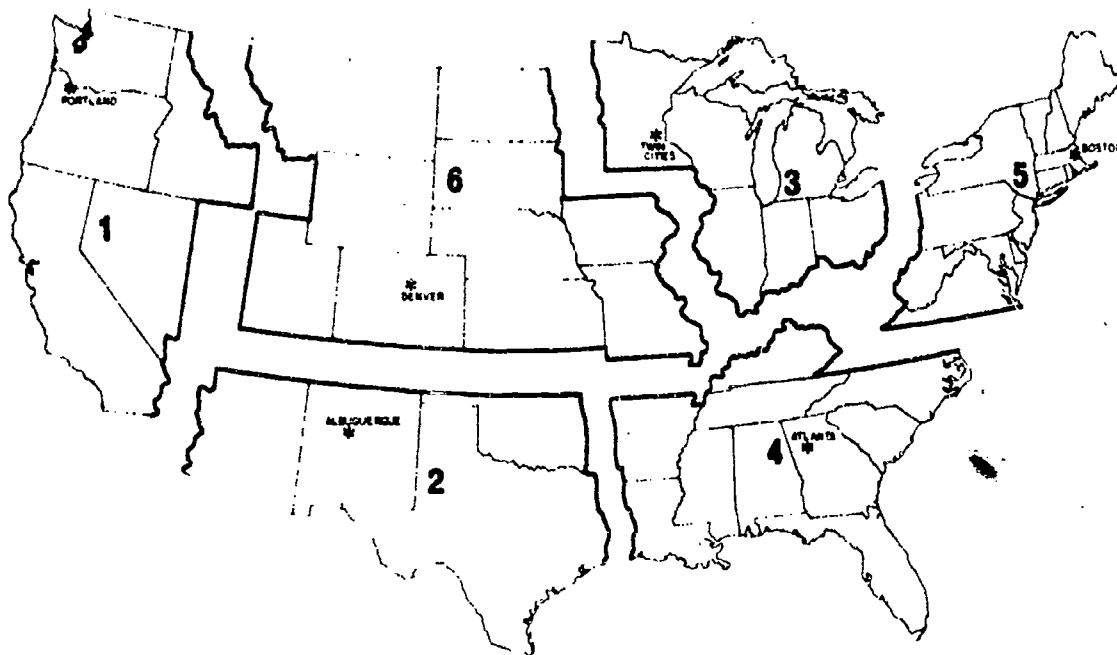 PORTLAND
1
6
DENVER
TWIN
CITIES
3
5
BOSTON
ALBUQUERQUE
2
4
ATLANTA